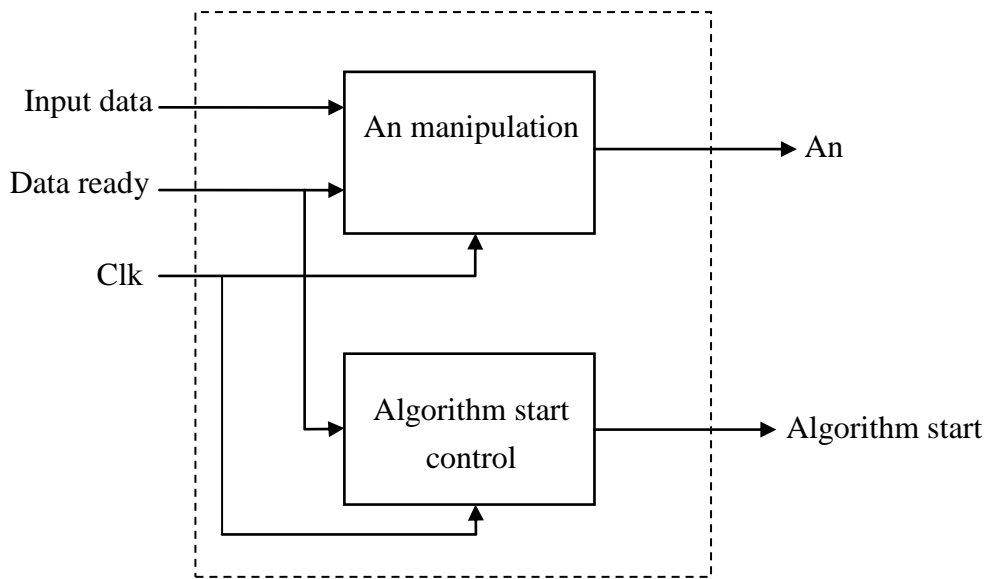 Input data
An manipulation
An
Data ready
Clk
Algorithm start
control
Algorithm start